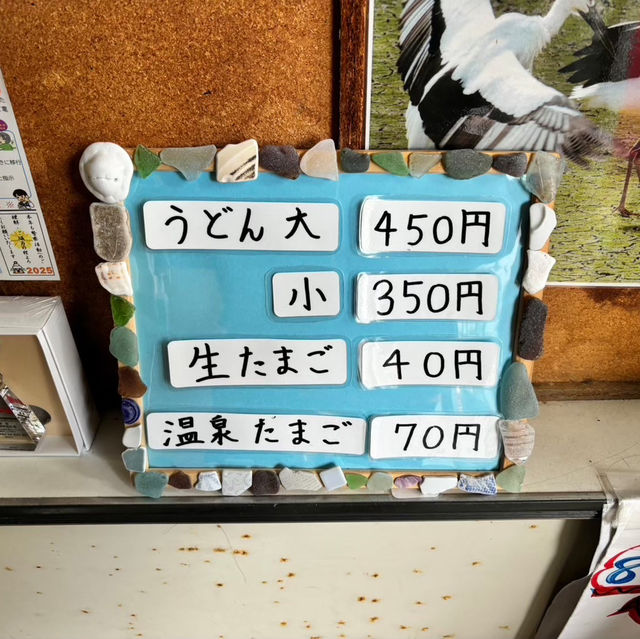 うどん 大 450円
小 350円
生たまご 40円
温泉たまご 70円
2025